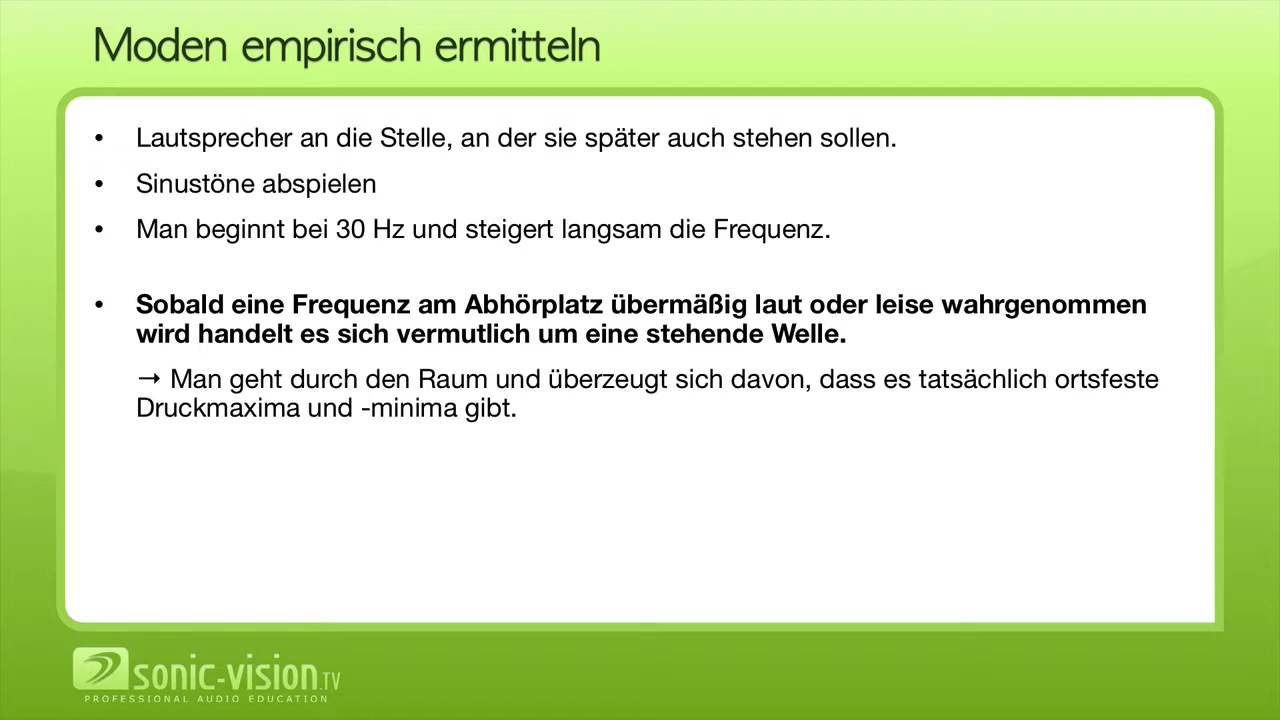 Moden empirisch ermitteln
• Lautsprecher an die Stelle, an der sie später auch stehen sollen.
• Sinustöne abspielen
• Man beginnt bei 30 Hz und steigert langsam die Frequenz.
• Sobald eine Frequenz am Abhörplatz übermäßig laut oder leise wahrgenommen
wird handelt es sich vermutlich um eine stehende Welle.
→ Man geht durch den Raum und überzeugt sich davon, dass es tatsächlich ortsfeste
Druckmaxima und -minima gibt.
sonic-vision.TV
PROFESSIONAL AUDIO EDUCATION